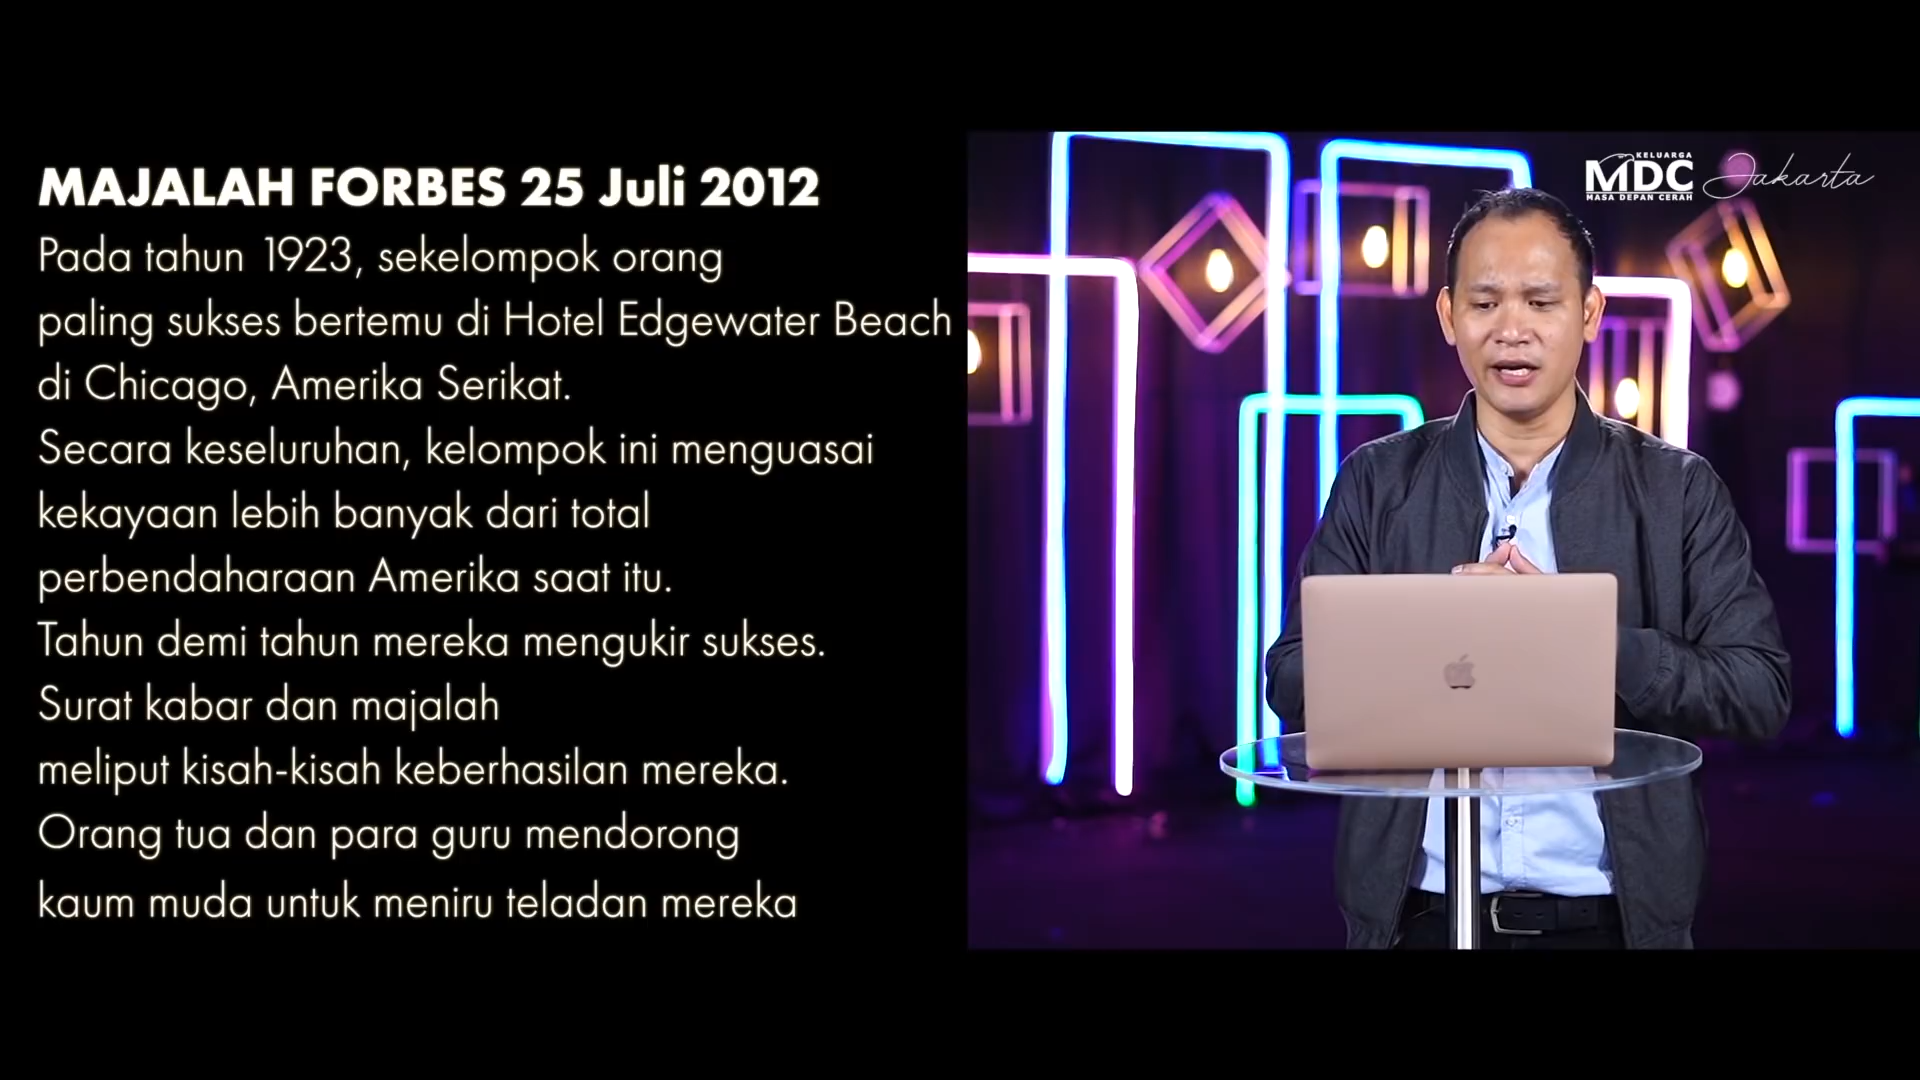 MAJALAH FORBES 25 Juli 2012
Pada tahun 1923, sekelompok orang
paling sukses bertemu di Hotel Edgewater Beach
di Chicago, Amerika Serikat.
Secara keseluruhan, kelompok ini menguasai
kekayaan lebih banyak dari total
perbendaharaan Amerika saat itu.
Tahun demi tahun mereka mengukir sukses.
Surat kabar dan majalah
meliput kisah-kisah keberhasilan mereka.
Orang tua dan para guru mendorong
kaum muda untuk meniru teladan mereka
KELUARGA
MDC Jakarta
MASA DEPAN CERAH